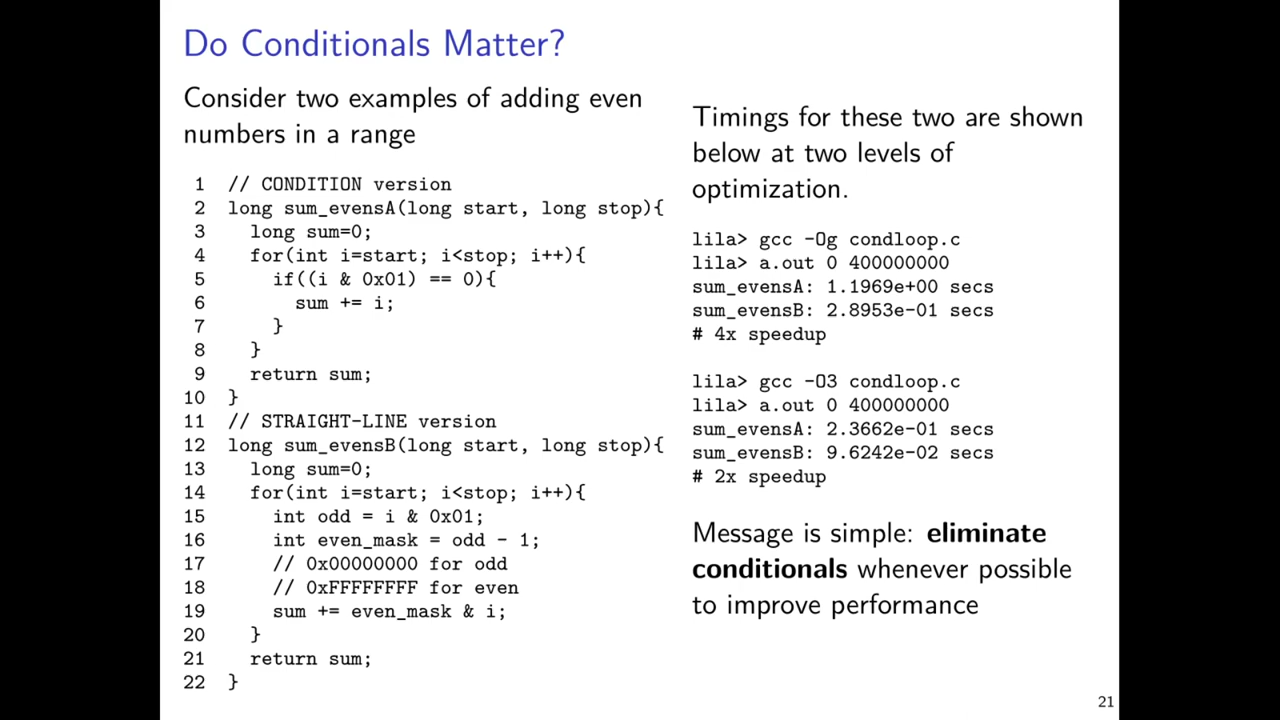 Do Conditionals Matter?
Consider two examples of adding even
numbers in a range
1 // CONDITION version
2 long sum_evensA(long start, long stop){
3   long sum=0;
4   for(int i=start; i<stop; i++){
5     if((i & 0x01) == 0){
6       sum += i;
7     }
8   }
9   return sum;
10 }
11 // STRAIGHT-LINE version
12 long sum_evensB(long start, long stop){
13   long sum=0;
14   for(int i=start; i<stop; i++){
15     int odd = i & 0x01;
16     int even_mask = odd - 1;
17     // 0x00000000 for odd
18     // 0xFFFFFFFF for even
19     sum += even_mask & i;
20   }
21   return sum;
22 }
Timings for these two are shown
below at two levels of
optimization.
lila> gcc -Og condloop.c
lila> a.out 0 400000000
sum_evensA: 1.1969e+00 secs
sum_evensB: 2.8953e-01 secs
# 4x speedup
lila> gcc -O3 condloop.c
lila> a.out 0 400000000
sum_evensA: 2.3662e-01 secs
sum_evensB: 9.6242e-02 secs
# 2x speedup
Message is simple: eliminate
conditionals whenever possible
to improve performance
21